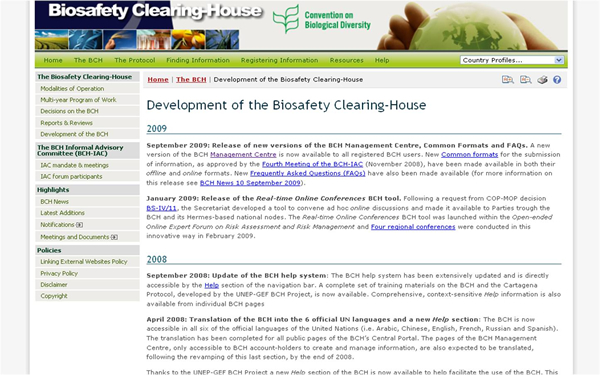 Biosafety Clearing-House
Convention on
Biological Diversity
Home The BCH The Protocol Finding Information Registering Information Resources Help Country Profiles...
The Biosafety Clearing-House
Modalities of Operation
Multi-year Program of Work
Decisions on the BCH
Reports & Reviews
Development of the BCH
The BCH Informal Advisory
Committee (BCH-IAC)
IAC mandate & meetings
IAC forum participants
Highlights
BCH News
Latest Additions
Notifications
Meetings and Documents
Policies
Linking External Websites Policy
Privacy Policy
Disclaimer
Copyright
Home | The BCH | Development of the Biosafety Clearing-House
Development of the Biosafety Clearing-House
2009
September 2009: Release of new versions of the BCH Management Centre, Common Formats and FAQs. A new
version of the BCH Management Centre is now available to all registered BCH users. New Common formats for the submission
of information, as approved by the Fourth Meeting of the BCH-IAC (November 2008), have been made available in both their
offline and online formats. New Frequently Asked Questions (FAQs) have also been made available (for more information on
this release see BCH News 10 September 2009).
January 2009: Release of the Real-time Online Conferences BCH tool. Following a request from COP-MOP decision
BS-IV/11, the Secretariat developed a tool to convene ad hoc online discussions and made it available to Parties trough the
BCH and its Hermes-based national nodes. The Real-time Online Conferences BCH tool was launched within the Open-ended
Online Expert Forum on Risk Assessment and Risk Management and Four regional conferences were conducted in this
innovative way in February 2009.
2008
September 2008: Update of the BCH help system: The BCH help system has been extensively updated and is directly
accessible by the Help section of the navigation bar. A complete set of training materials on the BCH and the Cartagena
Protocol, developed by the UNEP-GEF BCH Project, is now available. Comprehensive, context-sensitive Help information is also
available from individual BCH pages
April 2008: Translation of the BCH into the 6 official UN languages and a new Help section: The BCH is now
accessible in all six of the official languages of the United Nations (i.e. Arabic, Chinese, English, French, Russian and Spanish).
The translation has been completed for all public pages of the BCH's Central Portal. The pages of the BCH Management
Centre, only accessible to BCH account-holders to create and manage information, are also expected to be translated,
following the revamping of this last section, by the end of 2008.
Thanks to the UNEP-GEF BCH Project a new Help section of the BCH is now available to help facilitate the use of the BCH. This